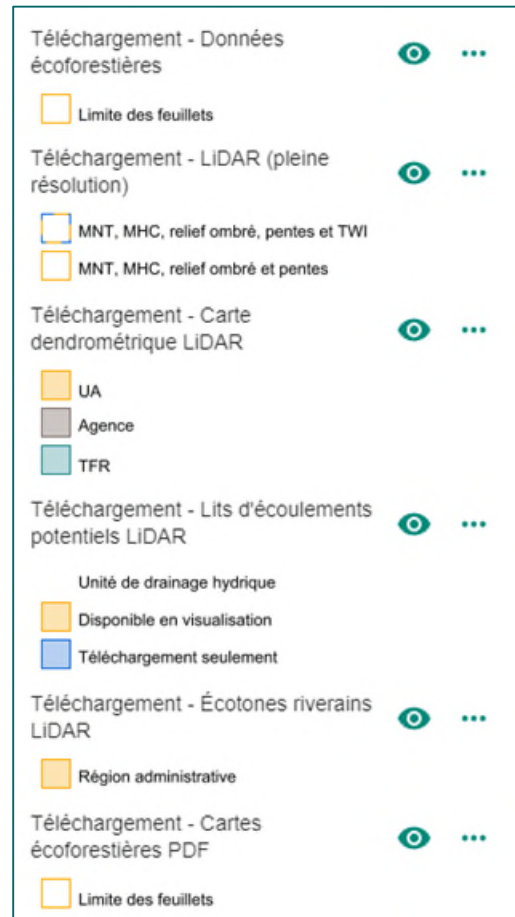 Téléchargement - Données
écoforestières
Limite des feuillets
Téléchargement - LiDAR (pleine
résolution)
MNT, MHC, relief ombré, pentes et TWI
MNT, MHC, relief ombré et pentes
Téléchargement - Carte
dendrométrique LiDAR
UA
Agence
TFR
Téléchargement - Lits d'écoulements
potentiels LiDAR
Unité de drainage hydrique
Disponible en visualisation
Téléchargement seulement
Téléchargement - Écotones riverains
LiDAR
Région administrative
Téléchargement - Cartes
écoforestières PDF
Limite des feuillets